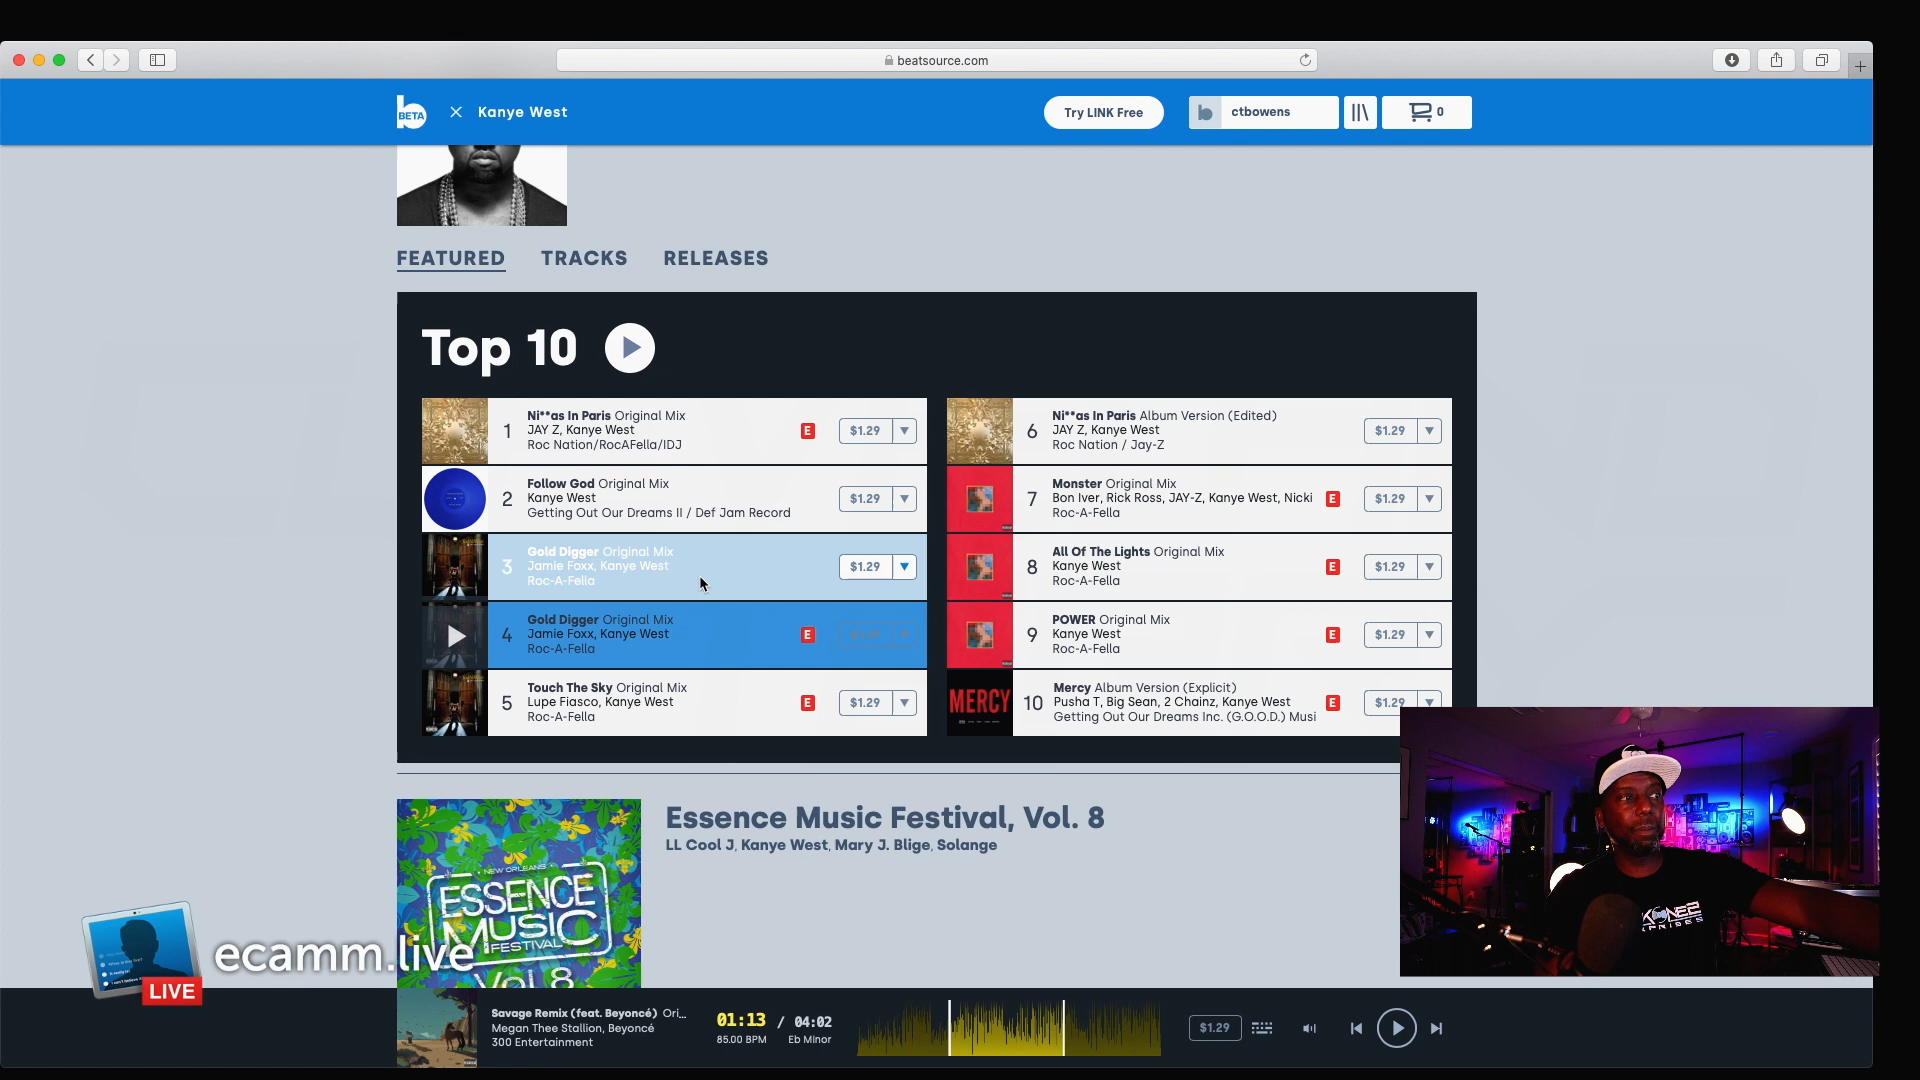 beatsource.com
BETA
Kanye West
Try LINK Free
ctbowens
0
FEATURED
TRACKS
RELEASES
Top 10
1
Ni**as In Paris Original Mix
JAY Z, Kanye West
Roc Nation/RocAFella/IDJ
E
$1.29
2
Follow God Original Mix
Kanye West
Getting Out Our Dreams II / Def Jam Record
$1.29
3
Gold Digger Original Mix
Jamie Foxx, Kanye West
Roc-A-Fella
$1.29
4
Gold Digger Original Mix
Jamie Foxx, Kanye West
Roc-A-Fella
E
$1.29
5
Touch The Sky Original Mix
Lupe Fiasco, Kanye West
Roc-A-Fella
E
$1.29
6
Ni**as In Paris Album Version (Edited)
JAY Z, Kanye West
Roc Nation / Jay-Z
$1.29
7
Monster Original Mix
Bon Iver, Rick Ross, JAY-Z, Kanye West, Nicki
Roc-A-Fella
E
$1.29
8
All Of The Lights Original Mix
Kanye West
Roc-A-Fella
E
$1.29
9
POWER Original Mix
Kanye West
Roc-A-Fella
E
$1.29
MERCY
10
Mercy Album Version (Explicit)
Pusha T, Big Sean, 2 Chainz, Kanye West
Getting Out Our Dreams Inc. (G.O.O.D.) Musi
E
$1.29
NEW ORLEANS
ESSENCE
MUSIC
FESTIVAL
Vol.8
Essence Music Festival, Vol. 8
LL Cool J, Kanye West, Mary J. Blige, Solange
ecamm.live
LIVE
Savage Remix (feat. Beyoncé) Ori...
Megan Thee Stallion, Beyoncé
300 Entertainment
01:13 / 04:02
85.00 BPM
Eb Minor
$1.29